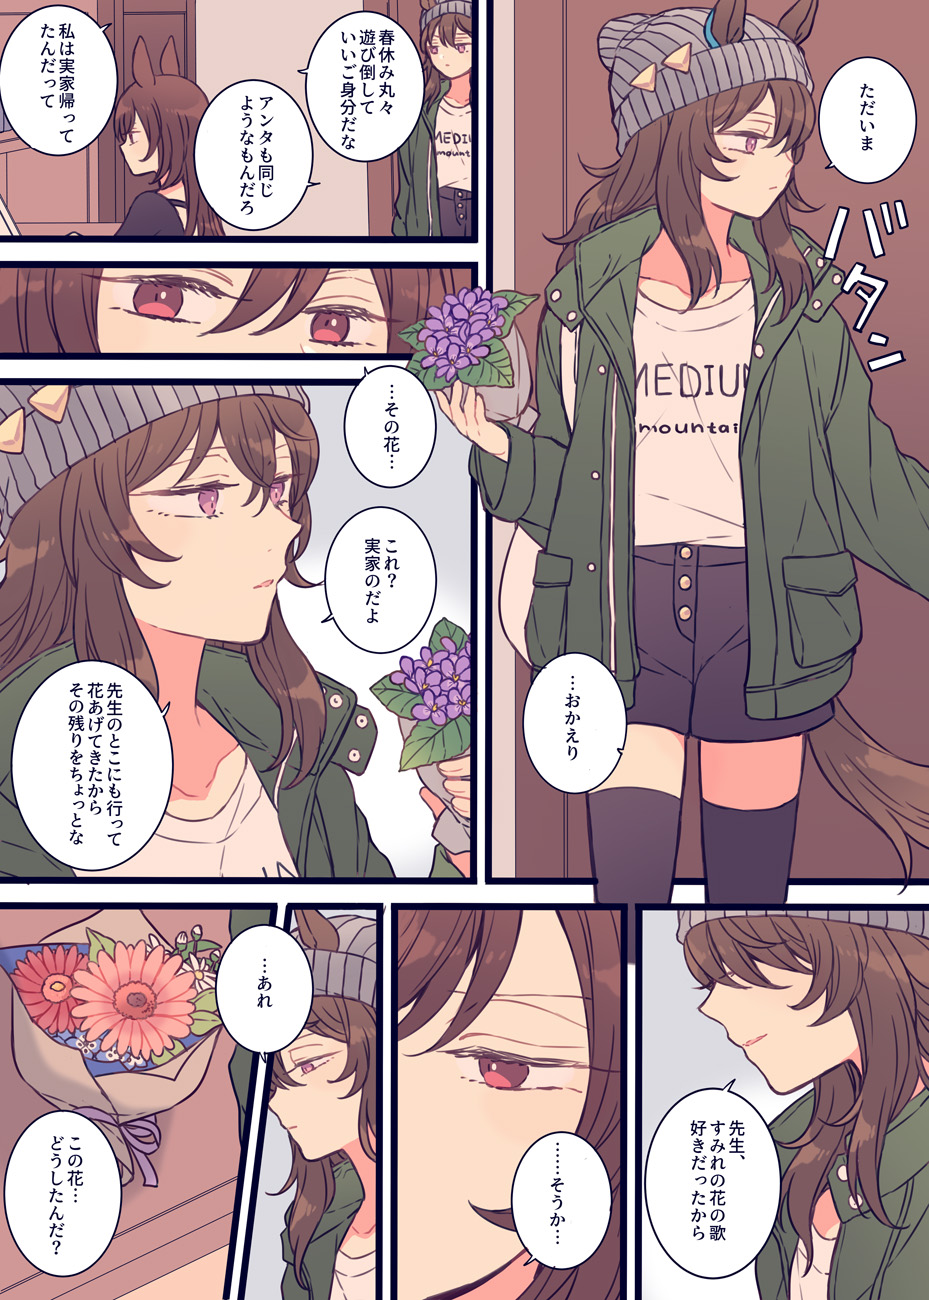 ただいま
バタン
MEDIUM
mountai
…おかえり
春休み丸々
遊び倒して
いいご身分だな
MEDIU
mount
アンタも同じ
ようなもんだろ
私は実家帰って
たんだって
…その花…
これ？
実家のだよ
先生のとこにも行って
花あげてきたから
その残りをちょっとな
先生、
すみれの花の歌
好きだったから
……そうか…
…あれ
この花…
どうしたんだ？